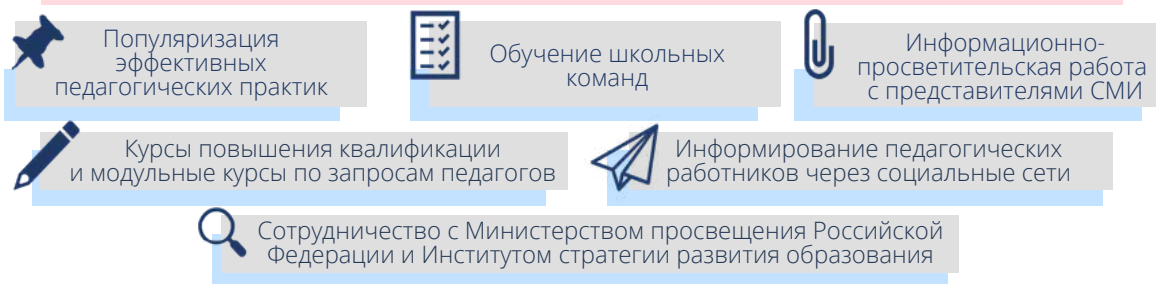 Популяризация
эффективных
педагогических практик
Обучение школьных
команд
Информационно-
просветительская работа
с представителями СМИ
Курсы повышения квалификации
и модульные курсы по запросам педагогов
Информирование педагогических
работников через социальные сети
Сотрудничество с Министерством просвещения Российской
Федерации и Институтом стратегии развития образования